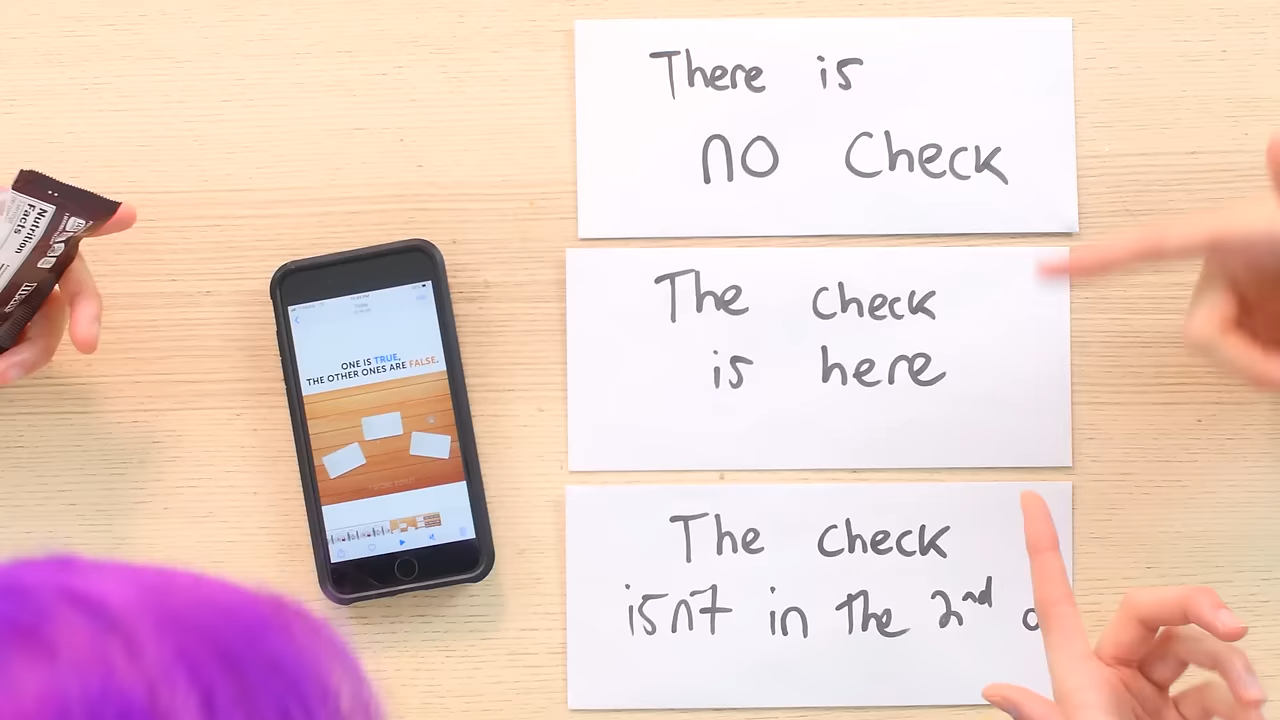 There is
no check
The check
is here
The check
isn't in the 2nd
ONE IS TRUE,
THE OTHER ONES ARE FALSE.
Nutrition
Facts